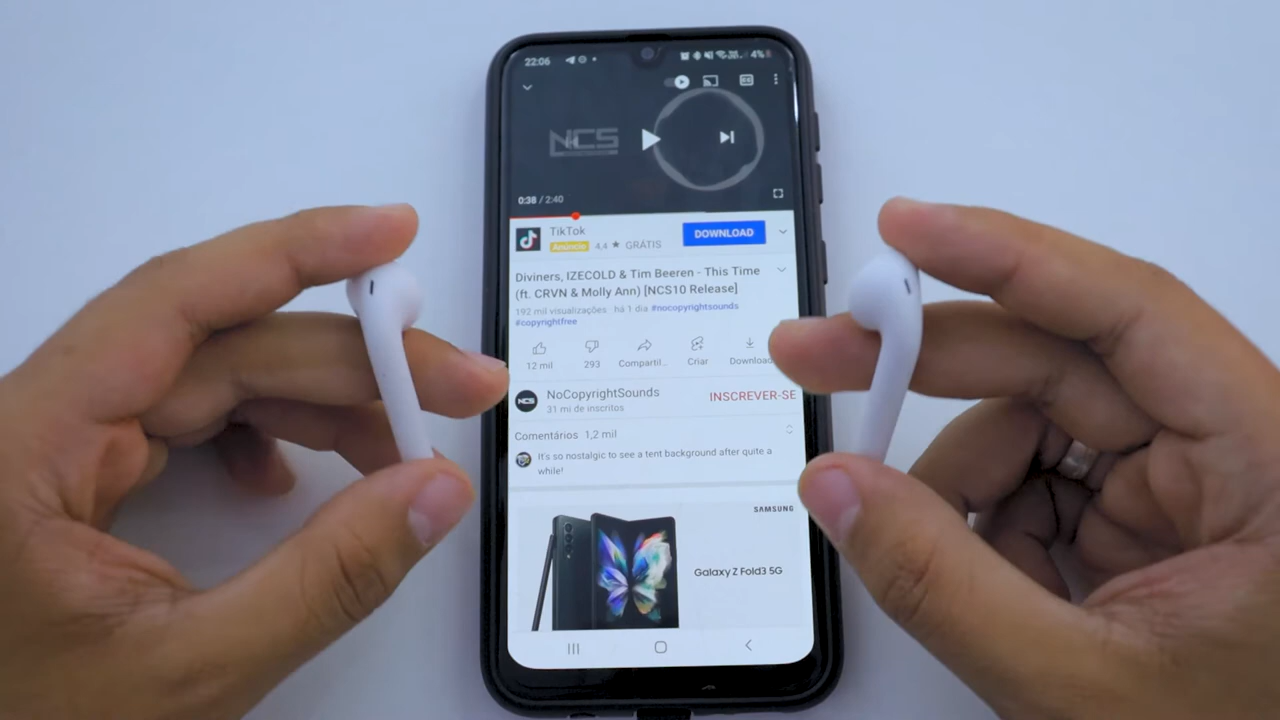 22:06
4%
NCS
0:38 / 2:40
TikTok
DOWNLOAD
Anúncio 4,4 ★ GRÁTIS
Diviners, IZECOLD & Tim Beeren - This Time
(ft. CRVN & Molly Ann) [NCS10 Release]
192 mil visualizações · há 1 dia #nocopyrightsounds
#copyrightfree
12 mil
293
Compartil...
Criar
Download
NCS
NoCopyrightSounds
INSCREVER-SE
31 mi de inscritos
Comentários 1,2 mil
It's so nostalgic to see a tent background after quite a
while!
SAMSUNG
Galaxy Z Fold3 5G